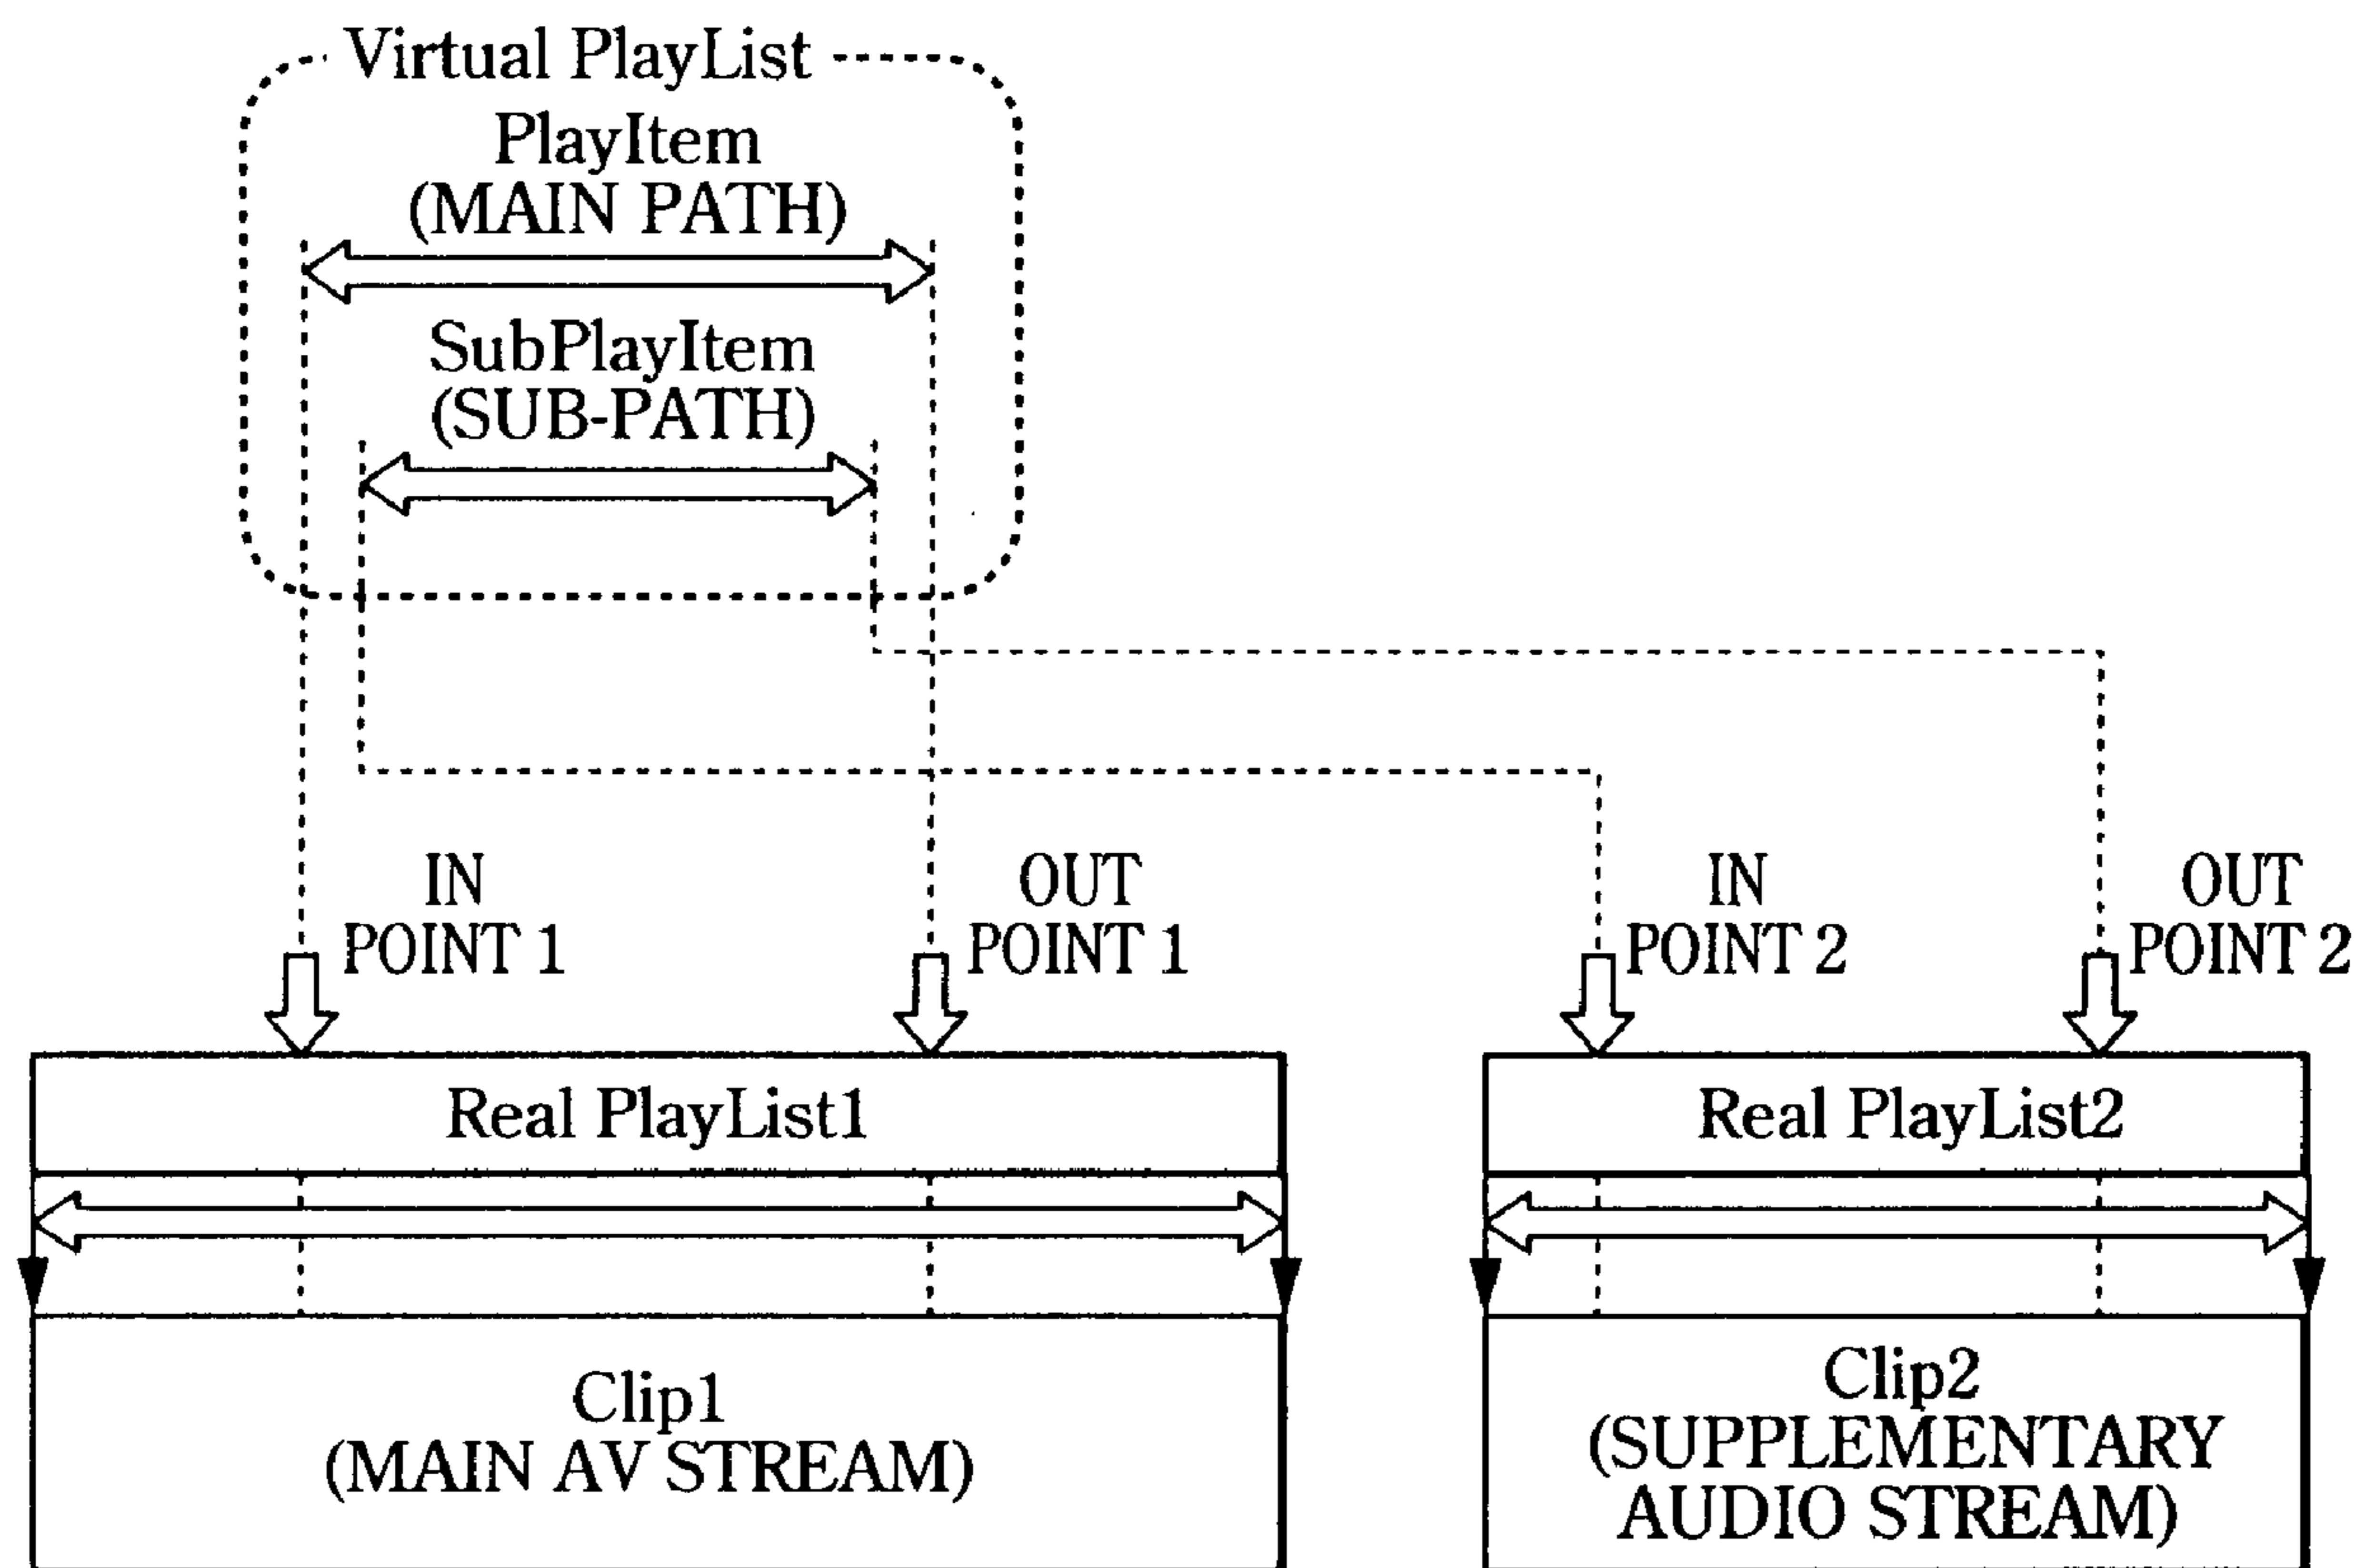 Virtual PlayList
PlayItem
(MAIN PATH)
SubPlayItem
(SUB-PATH)
IN
POINT 1
OUT
POINT 1
IN
POINT 2
OUT
POINT 2
Real PlayList1
Real PlayList2
Clip1
(MAIN AV STREAM)
Clip2
(SUPPLEMENTARY
AUDIO STREAM)